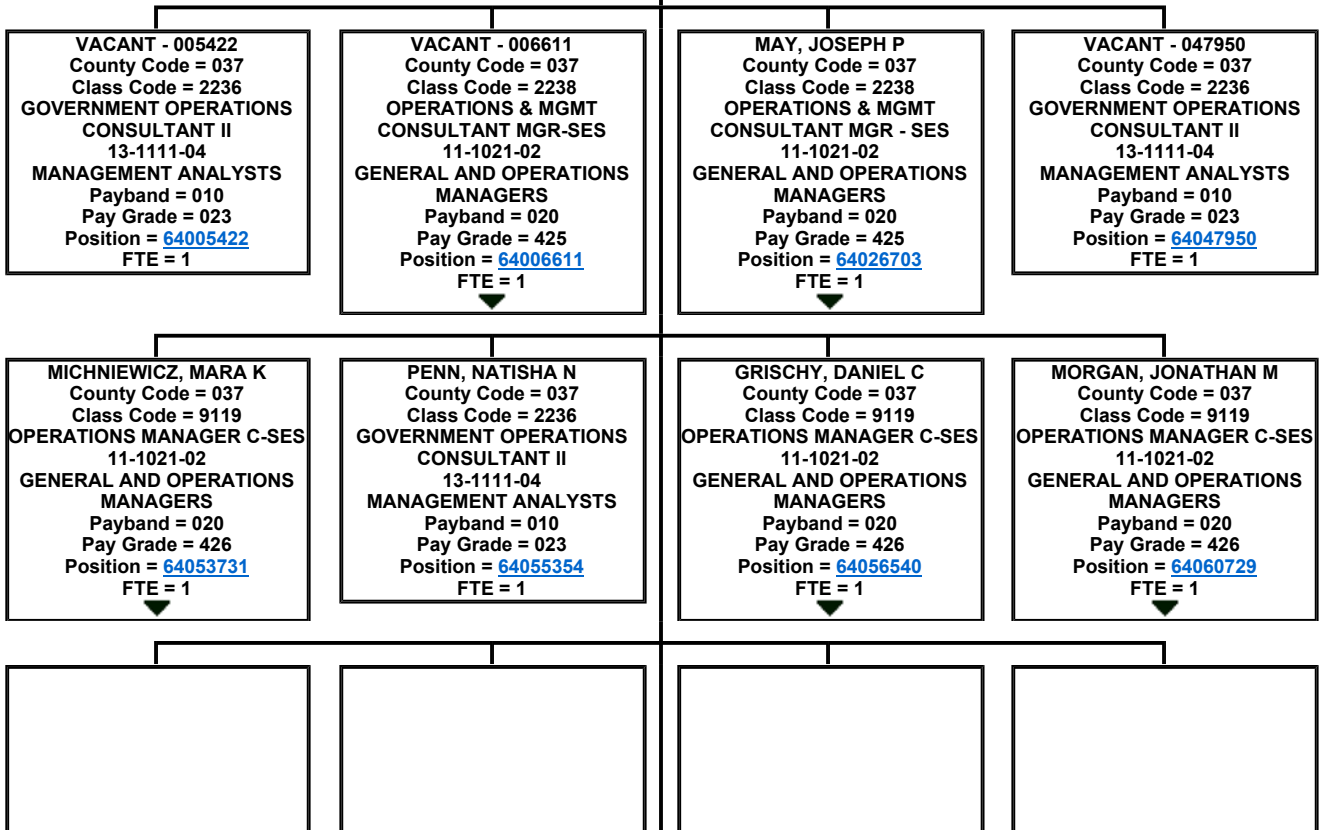 VACANT - 005422
County Code = 037
Class Code = 2236
GOVERNMENT OPERATIONS
CONSULTANT II
13-1111-04
MANAGEMENT ANALYSTS
Payband = 010
Pay Grade = 023
Position = 64005422
FTE = 1
VACANT - 006611
County Code = 037
Class Code = 2238
OPERATIONS & MGMT
CONSULTANT MGR-SES
11-1021-02
GENERAL AND OPERATIONS
MANAGERS
Payband = 020
Pay Grade = 425
Position = 64006611
FTE = 1
MAY, JOSEPH P
County Code = 037
Class Code = 2238
OPERATIONS & MGMT
CONSULTANT MGR - SES
11-1021-02
GENERAL AND OPERATIONS
MANAGERS
Payband = 020
Pay Grade = 425
Position = 64026703
FTE = 1
VACANT - 047950
County Code = 037
Class Code = 2236
GOVERNMENT OPERATIONS
CONSULTANT II
13-1111-04
MANAGEMENT ANALYSTS
Payband = 010
Pay Grade = 023
Position = 64047950
FTE = 1
MICHNIEWICZ, MARA K
County Code = 037
Class Code = 9119
OPERATIONS MANAGER C-SES
11-1021-02
GENERAL AND OPERATIONS
MANAGERS
Payband = 020
Pay Grade = 426
Position = 64053731
FTE = 1
PENN, NATISHA N
County Code = 037
Class Code = 2236
GOVERNMENT OPERATIONS
CONSULTANT II
13-1111-04
MANAGEMENT ANALYSTS
Payband = 010
Pay Grade = 023
Position = 64055354
FTE = 1
GRISCHY, DANIEL C
County Code = 037
Class Code = 9119
OPERATIONS MANAGER C-SES
11-1021-02
GENERAL AND OPERATIONS
MANAGERS
Payband = 020
Pay Grade = 426
Position = 64056540
FTE = 1
MORGAN, JONATHAN M
County Code = 037
Class Code = 9119
OPERATIONS MANAGER C-SES
11-1021-02
GENERAL AND OPERATIONS
MANAGERS
Payband = 020
Pay Grade = 426
Position = 64060729
FTE = 1